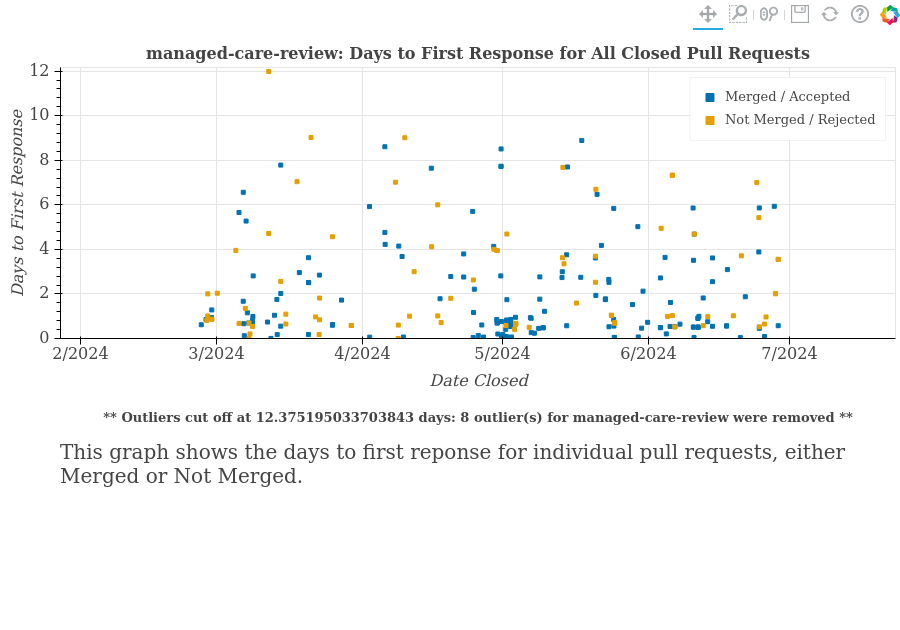 managed-care-review: Days to First Response for All Closed Pull Requests
12
10
8
6
4
2
0
Days to First Response
Merged / Accepted
Not Merged / Rejected
2/2024 3/2024 4/2024 5/2024 6/2024 7/2024
Date Closed
** Outliers cut off at 12.375195033703843 days: 8 outlier(s) for managed-care-review were removed **
This graph shows the days to first reponse for individual pull requests, either
Merged or Not Merged.